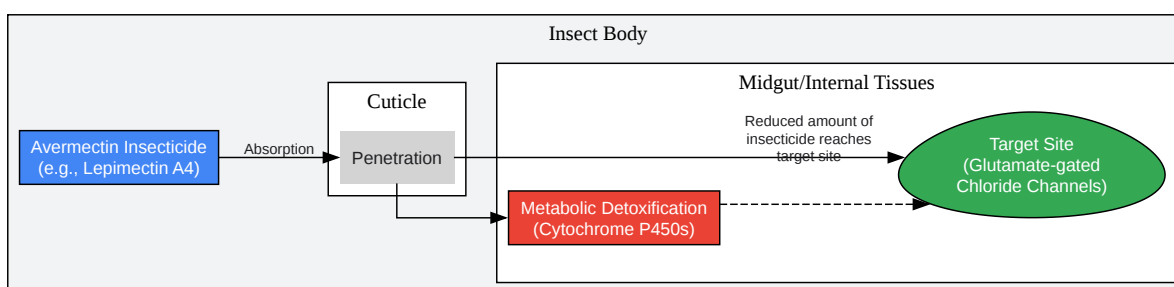 Insect Body
Midgut/Internal Tissues
Cuticle
Avermectin Insecticide
(e.g., Lepimectin A4)
Absorption
Penetration
Reduced amount of
insecticide reaches
target site
Target Site
(Glutamate-gated
Chloride Channels)
Metabolic Detoxification
(Cytochrome P450s)